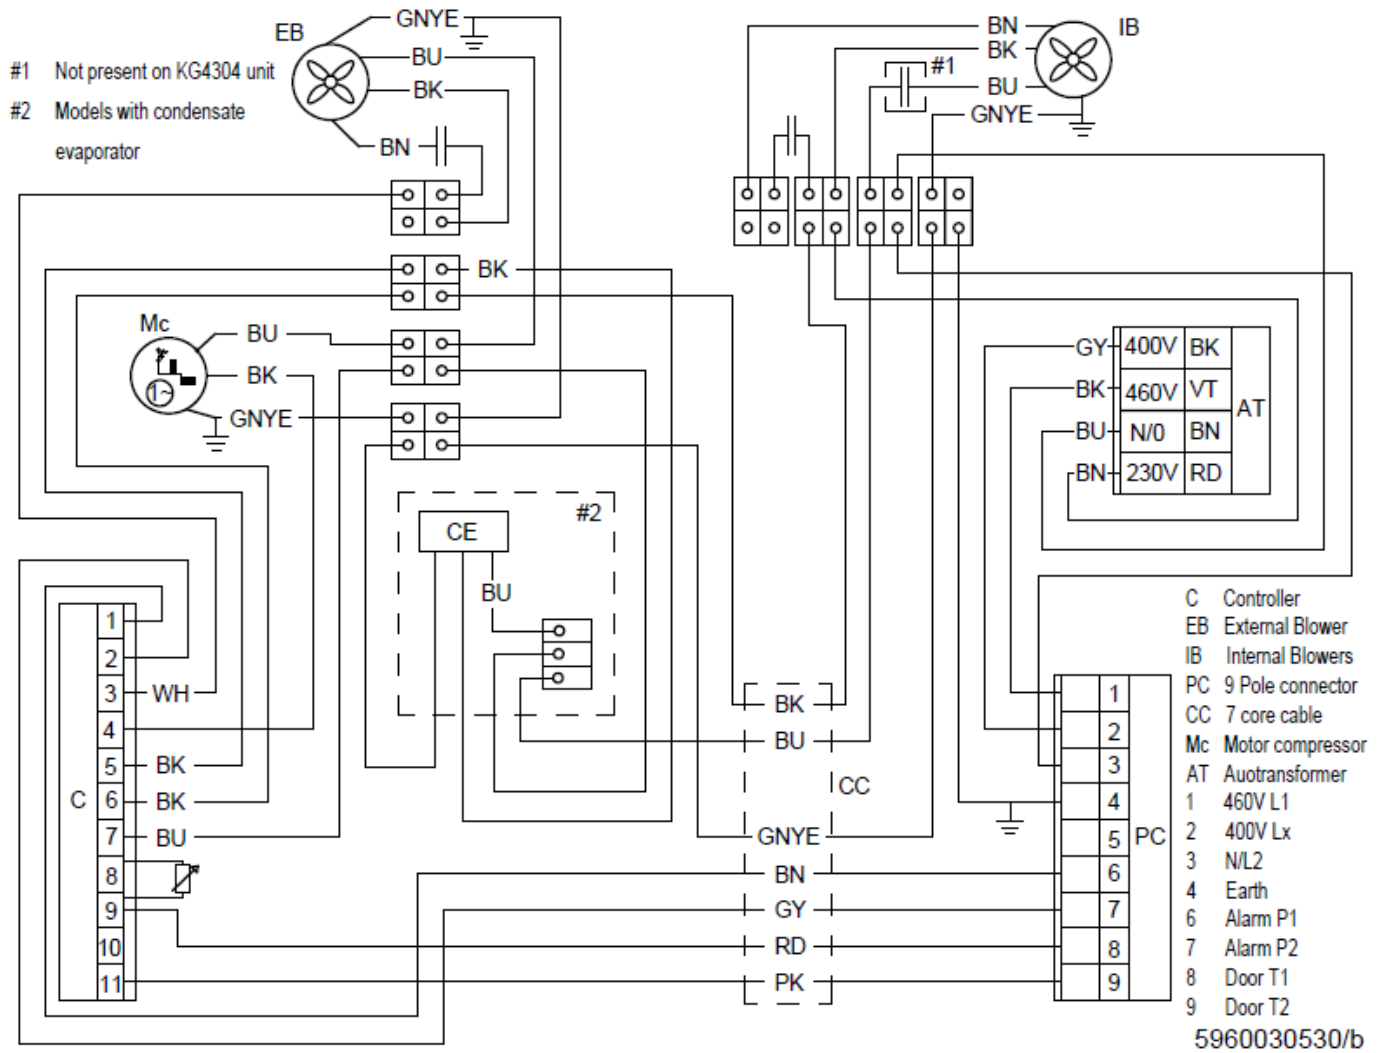 EB
GNYE
BU
BK
BN
#1 Not present on KG4304 unit
#2 Models with condensate
evaporator
BN
BK
BU
GNYE
IB
#1
BK
Mc
BU
BK
GNYE
1~
GY 400V BK
BK 460V VT
BU N/0 BN
BN 230V RD
AT
#2
CE
BU
C
1
2
3 WH
4
5 BK
6 BK
7 BU
8
9
10
11
BK
BU
CC
GNYE
BN
GY
RD
PK
1
2
3
4
5
6
7
8
9
PC
C Controller
EB External Blower
IB Internal Blowers
PC 9 Pole connector
CC 7 core cable
Mc Motor compressor
AT Auotransformer
1 460V L1
2 400V Lx
3 N/L2
4 Earth
6 Alarm P1
7 Alarm P2
8 Door T1
9 Door T2
5960030530/b